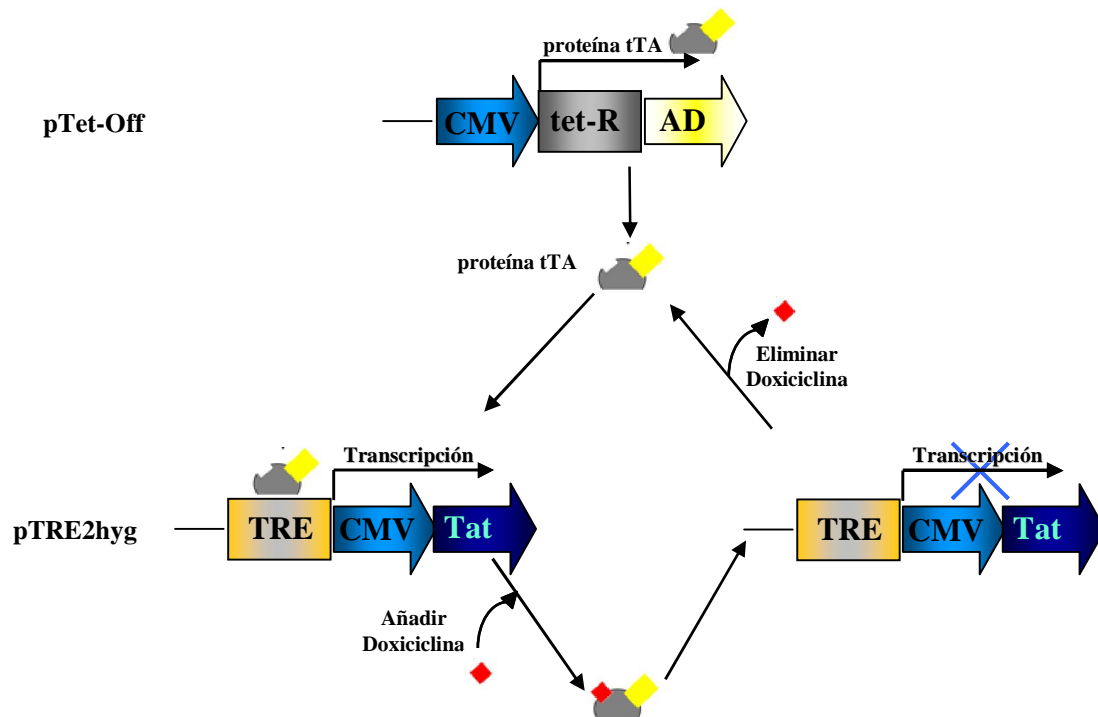 proteína tTA
pTet-Off
CMV
tet-R
AD
proteína tTA
Eliminar
Doxiciclina
Transcripción
Transcripción
pTRE2hyg
TRE
CMV
Tat
TRE
CMV
Tat
Añadir
Doxiciclina